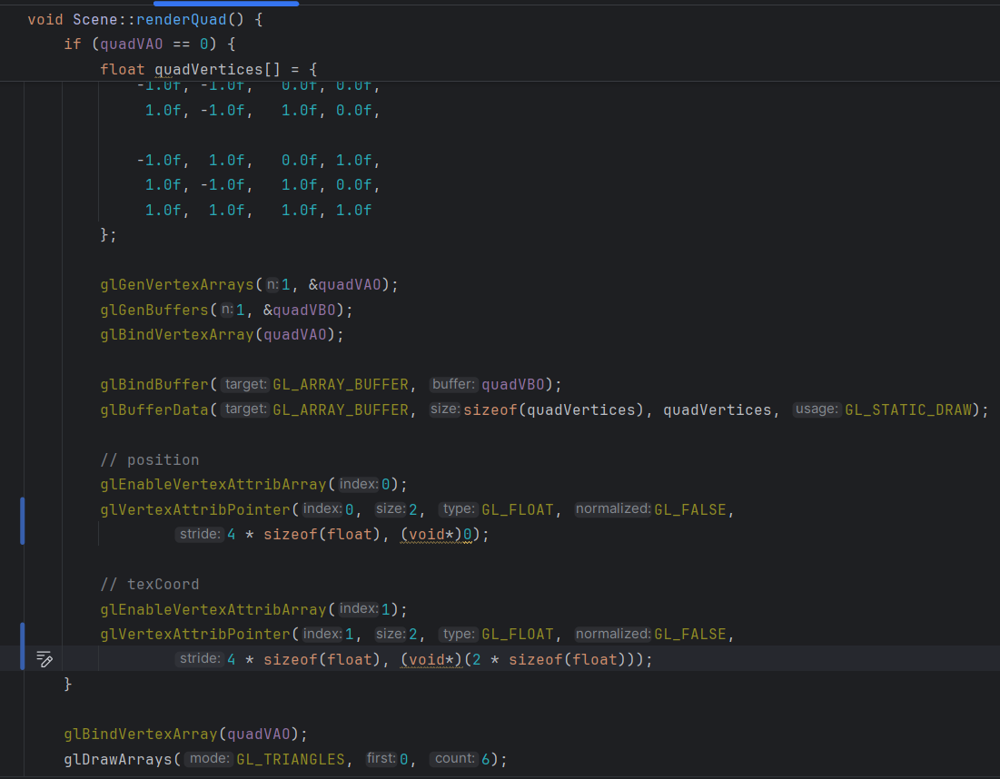 void Scene::renderQuad() {
if (quadVAO == 0) {
float quadVertices[] = {
-1.0f, -1.0f, 0.0f, 0.0f,
1.0f, -1.0f, 1.0f, 0.0f,
-1.0f, 1.0f, 0.0f, 1.0f,
1.0f, -1.0f, 1.0f, 0.0f,
1.0f, 1.0f, 1.0f, 1.0f
};
glGenVertexArrays( n: 1, &quadVAO);
glGenBuffers( n: 1, &quadVBO);
glBindVertexArray(quadVAO);
glBindBuffer( target: GL_ARRAY_BUFFER, buffer: quadVBO);
glBufferData( target: GL_ARRAY_BUFFER, size: sizeof(quadVertices), quadVertices, usage: GL_STATIC_DRAW);
// position
glEnableVertexAttribArray( index: 0);
glVertexAttribPointer( index: 0, size: 2, type: GL_FLOAT, normalized: GL_FALSE,
stride: 4 * sizeof(float), (void*)0);
// texCoord
glEnableVertexAttribArray( index: 1);
glVertexAttribPointer( index: 1, size: 2, type: GL_FLOAT, normalized: GL_FALSE,
stride: 4 * sizeof(float), (void*)(2 * sizeof(float)));
}
glBindVertexArray(quadVAO);
glDrawArrays( mode: GL_TRIANGLES, first: 0, count: 6);